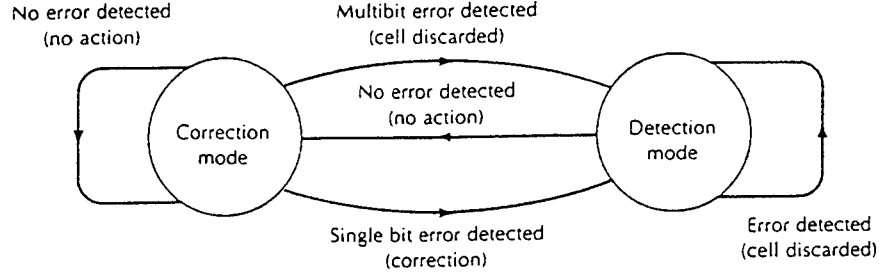 No error detected
(no action)
Multibit error detected
(cell discarded)
No error detected
(no action)
Correction
mode
Detection
mode
Single bit error detected
(correction)
Error detected
(cell discarded)